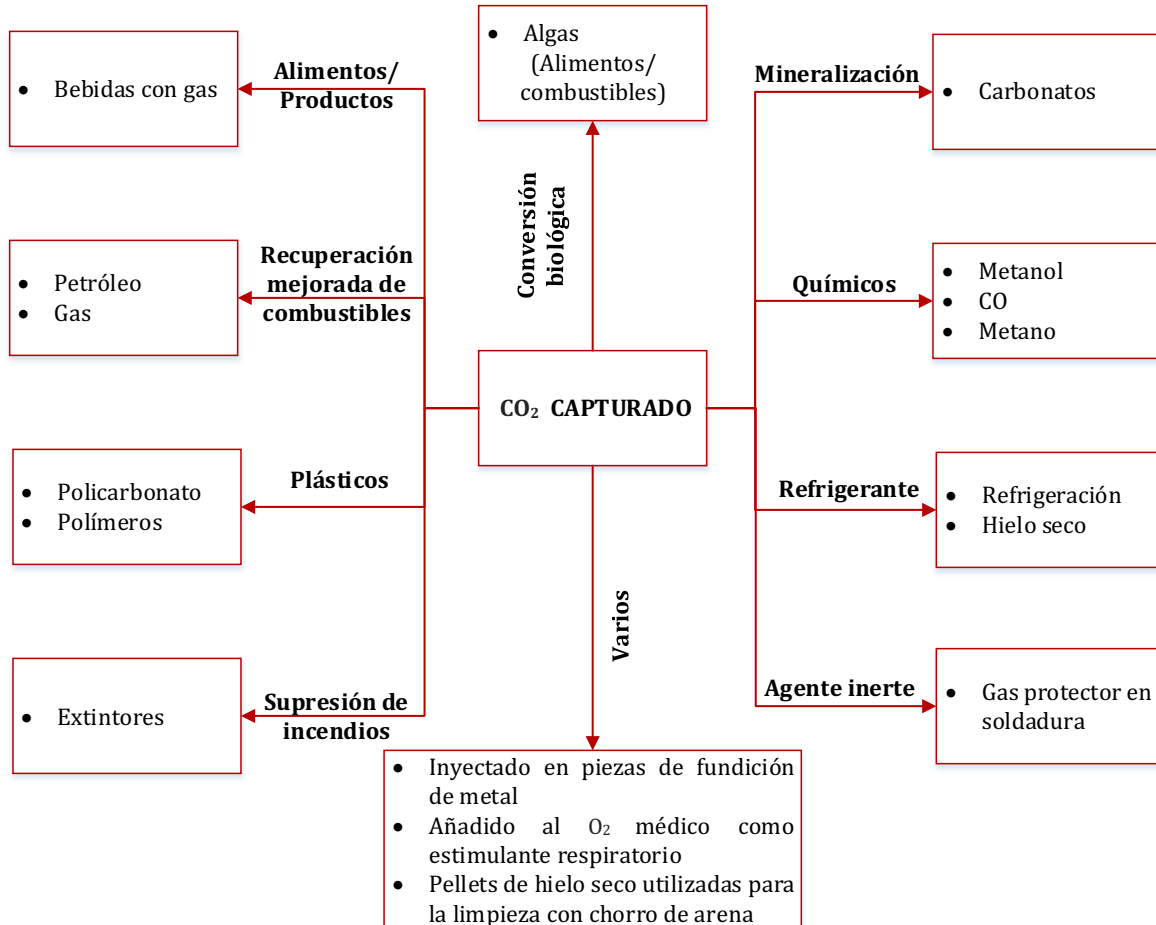 • Bebidas con gas
Alimentos/
Productos
• Algas
(Alimentos/
combustibles)
Mineralización
• Carbonatos
Conversión
biológica
• Petróleo
• Gas
Recuperación
mejorada de
combustibles
Químicos
• Metanol
• CO
• Metano
CO₂ CAPTURADO
• Policarbonato
• Polímeros
Plásticos
Refrigerante
• Refrigeración
• Hielo seco
Varios
• Extintores
Supresión de
incendios
Agente inerte
• Gas protector en
soldadura
• Inyectado en piezas de fundición
de metal
• Añadido al O₂ médico como
estimulante respiratorio
• Pellets de hielo seco utilizadas para
la limpieza con chorro de arena